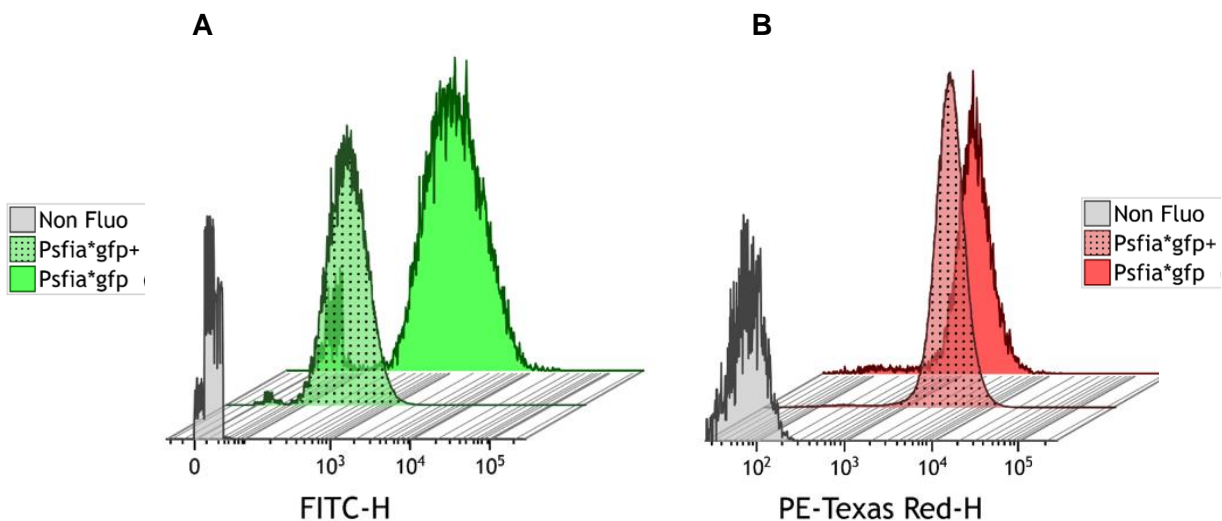 A
B
Non Fluo
Psfia*gfp+
Psfia*gfp
Non Fluo
Psfia*gfp+
Psfia*gfp
0 10³ 10⁴ 10⁵
10² 10³ 10⁴ 10⁵
FITC-H
PE-Texas Red-H